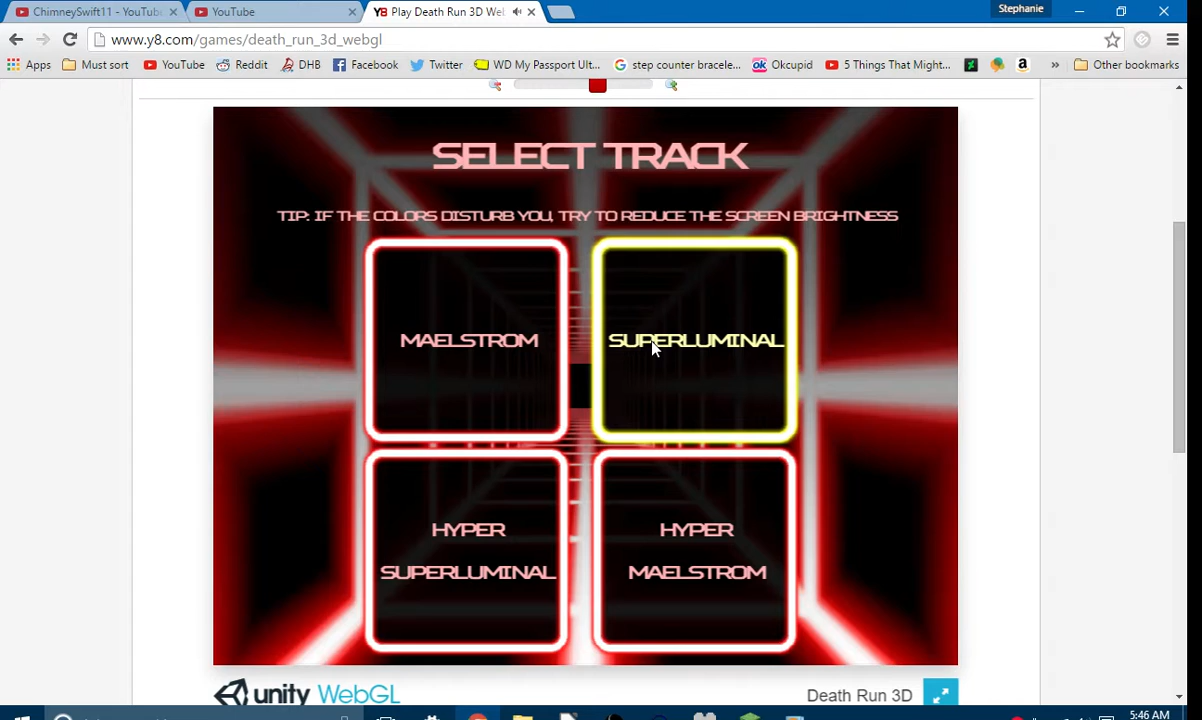 ChimneySwift11 - YouTub
YouTube
Y8 Play Death Run 3D Web
Stephanie
www.y8.com/games/death_run_3d_webgl
Apps
Must sort
YouTube
Reddit
DHB
Facebook
Twitter
WD My Passport Ult...
step counter bracele...
ok Okcupid
5 Things That Might...
a
»
Other bookmarks
SELECT TRACK
TIP: IF THE COLORS DISTURB YOU, TRY TO REDUCE THE SCREEN BRIGHTNESS
MAELSTROM
SUPERLUMINAL
HYPER
SUPERLUMINAL
HYPER
MAELSTROM
unity WebGL
Death Run 3D
5:46 AM